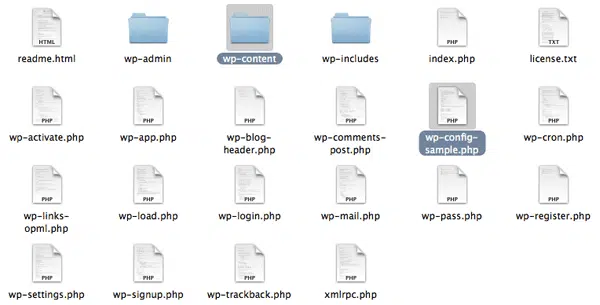 HTML PHP TXT
readme.html wp-admin wp-content wp-includes index.php license.txt
PHP PHP PHP PHP PHP PHP
wp-activate.php wp-app.php wp-blog-header.php wp-comments-post.php wp-config-sample.php wp-cron.php
PHP PHP PHP PHP PHP PHP
wp-links-opml.php wp-load.php wp-login.php wp-mail.php wp-pass.php wp-register.php
PHP PHP PHP PHP
wp-settings.php wp-signup.php wp-trackback.php xmlrpc.php